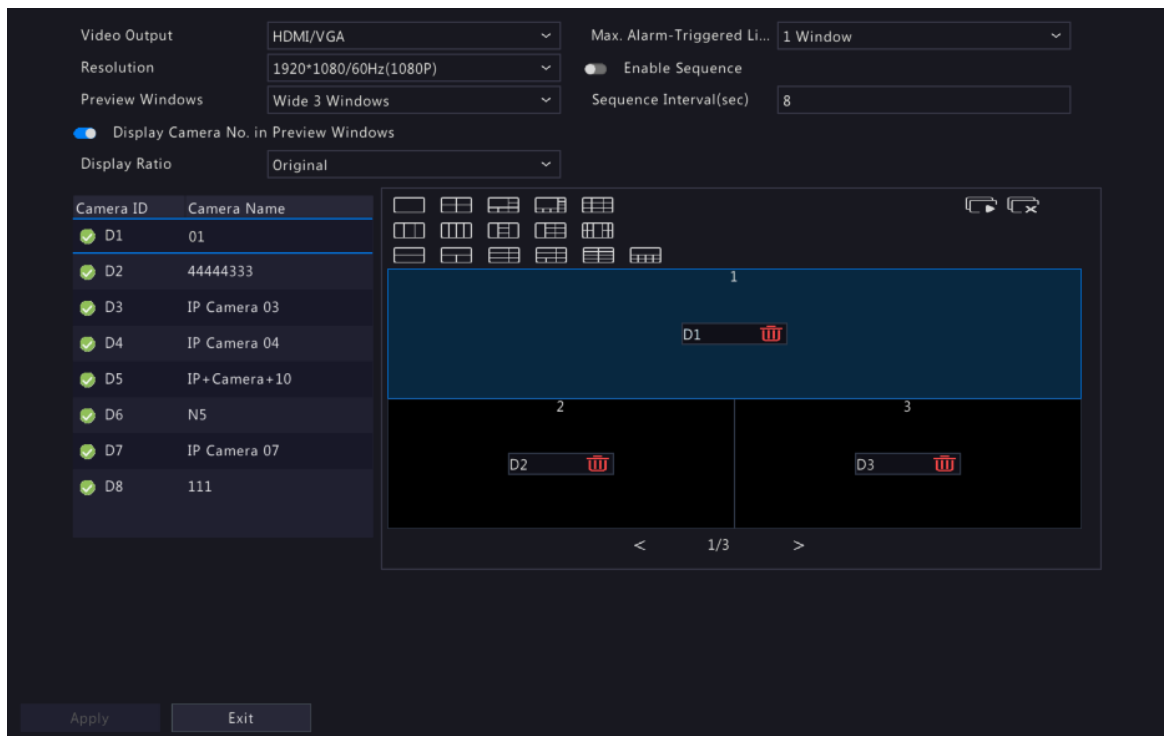 Video Output HDMI/VGA Max. Alarm-Triggered Li... 1 Window
Resolution 1920*1080/60Hz(1080P) Enable Sequence
Preview Windows Wide 3 Windows Sequence Interval(sec) 8
Display Camera No. in Preview Windows
Display Ratio Original
Camera ID Camera Name
D1 01
D2 44444333
D3 IP Camera 03
D4 IP Camera 04
D5 IP+Camera+10
D6 N5
D7 IP Camera 07
D8 111
1
D1
2 3
D2 D3
< 1/3 >
Apply Exit